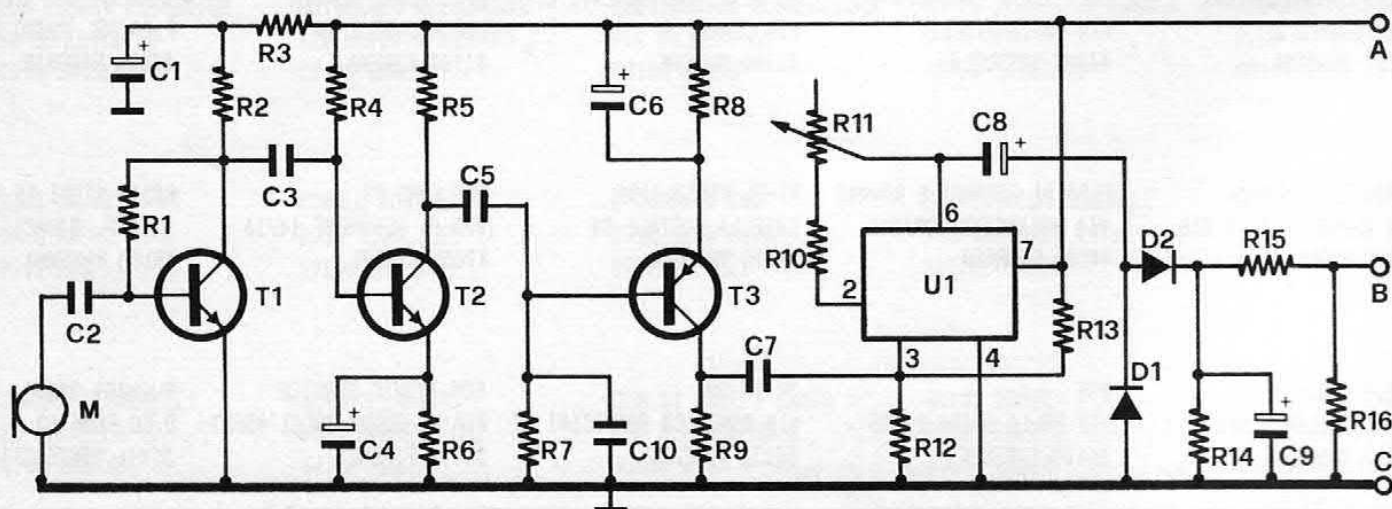 A
R3
C1
+
R2
R4
R5
+
C6
R8
R11
C8
+
C3
C5
6
R1
R10
7
D2
R15
U1
B
T1
T2
T3
2
C2
R13
C7
3
4
D1
M
+
C4
R6
R7
C10
R9
R12
R14
+
C9
R16
C